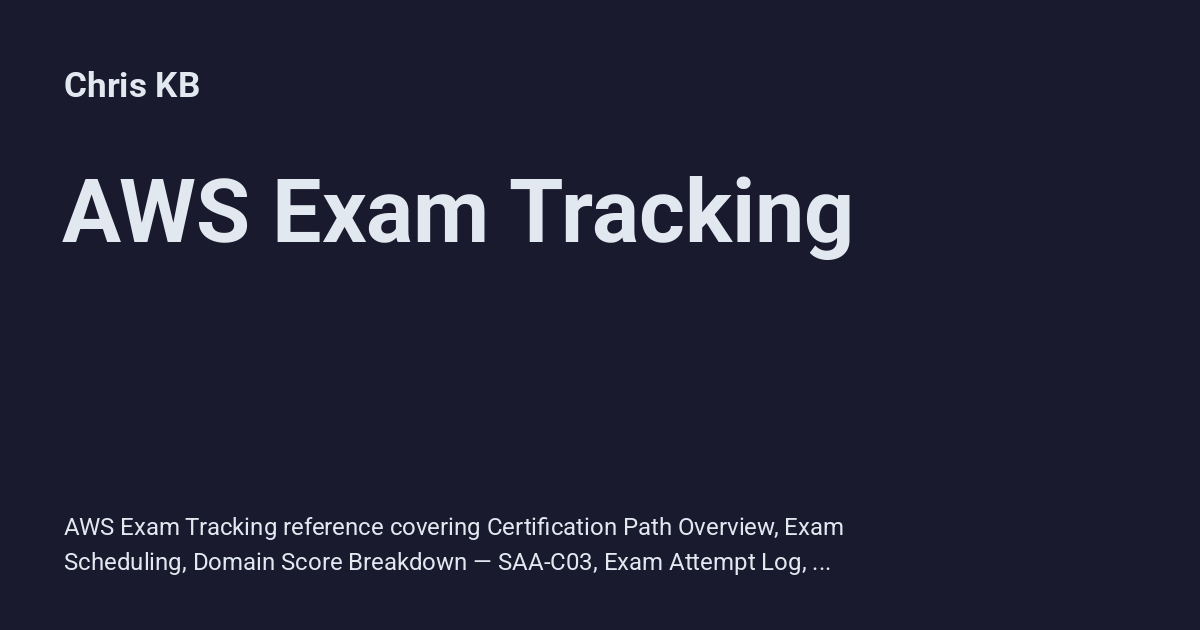 Chris KB
AWS Exam Tracking
AWS Exam Tracking reference covering Certification Path Overview, Exam
Scheduling, Domain Score Breakdown — SAA-C03, Exam Attempt Log, ...